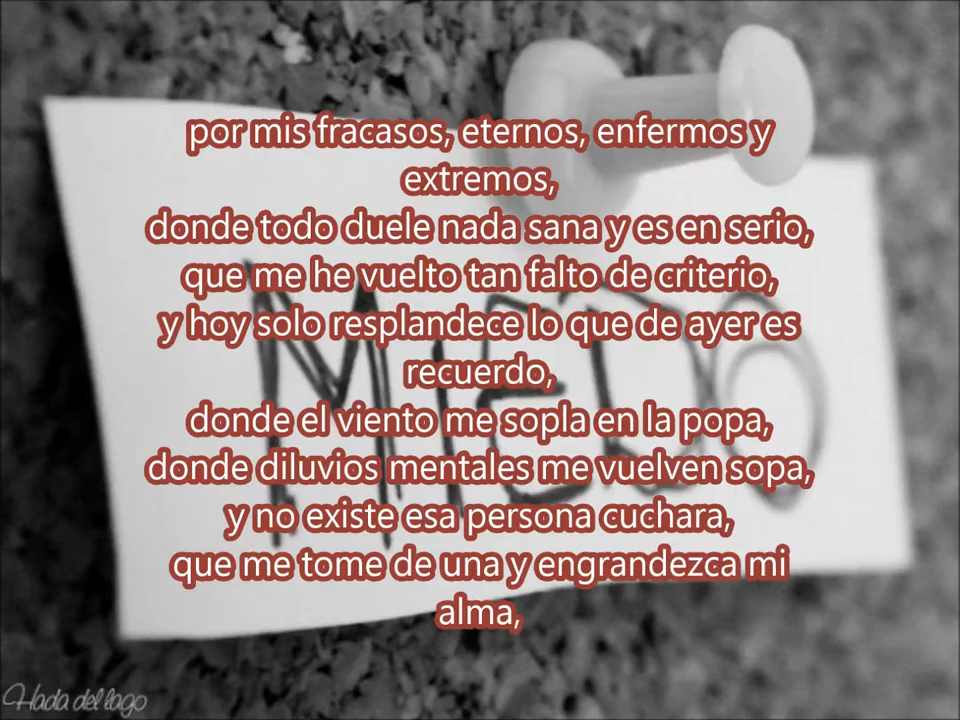 por mis fracasos, eternos, enfermos y
extremos,
donde todo duele nada sana y es en serio,
que me he vuelto tan falto de criterio,
y hoy solo resplandece lo que de ayer es
recuerdo,
donde el viento me sopla en la popa,
donde diluvios mentales me vuelven sopa,
y no existe esa persona cuchara,
que me tome de una y engrandezca mi
alma,
MIEDO
Hada del lago